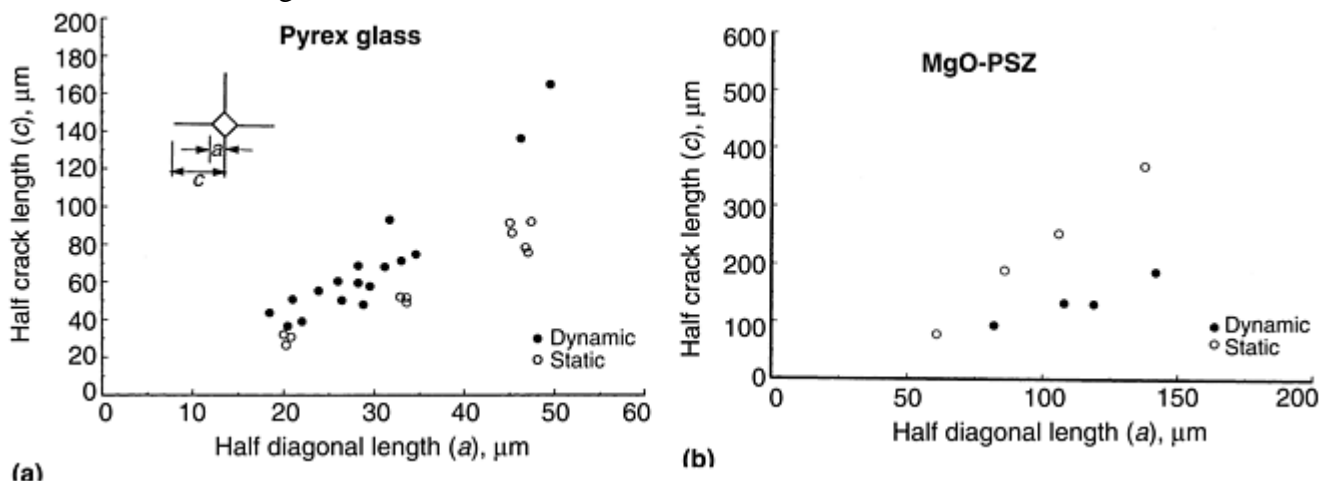 Pyrex glass
200
180
160
140
120
100
80
60
40
20
0
0 10 20 30 40 50 60
Half crack length (c), μm
Half diagonal length (a), μm
a
c
Dynamic
Static
(a)
MgO-PSZ
600
500
400
300
200
100
0
0 50 100 150 200
Half crack length (c), μm
Half diagonal length (a), μm
Dynamic
Static
(b)